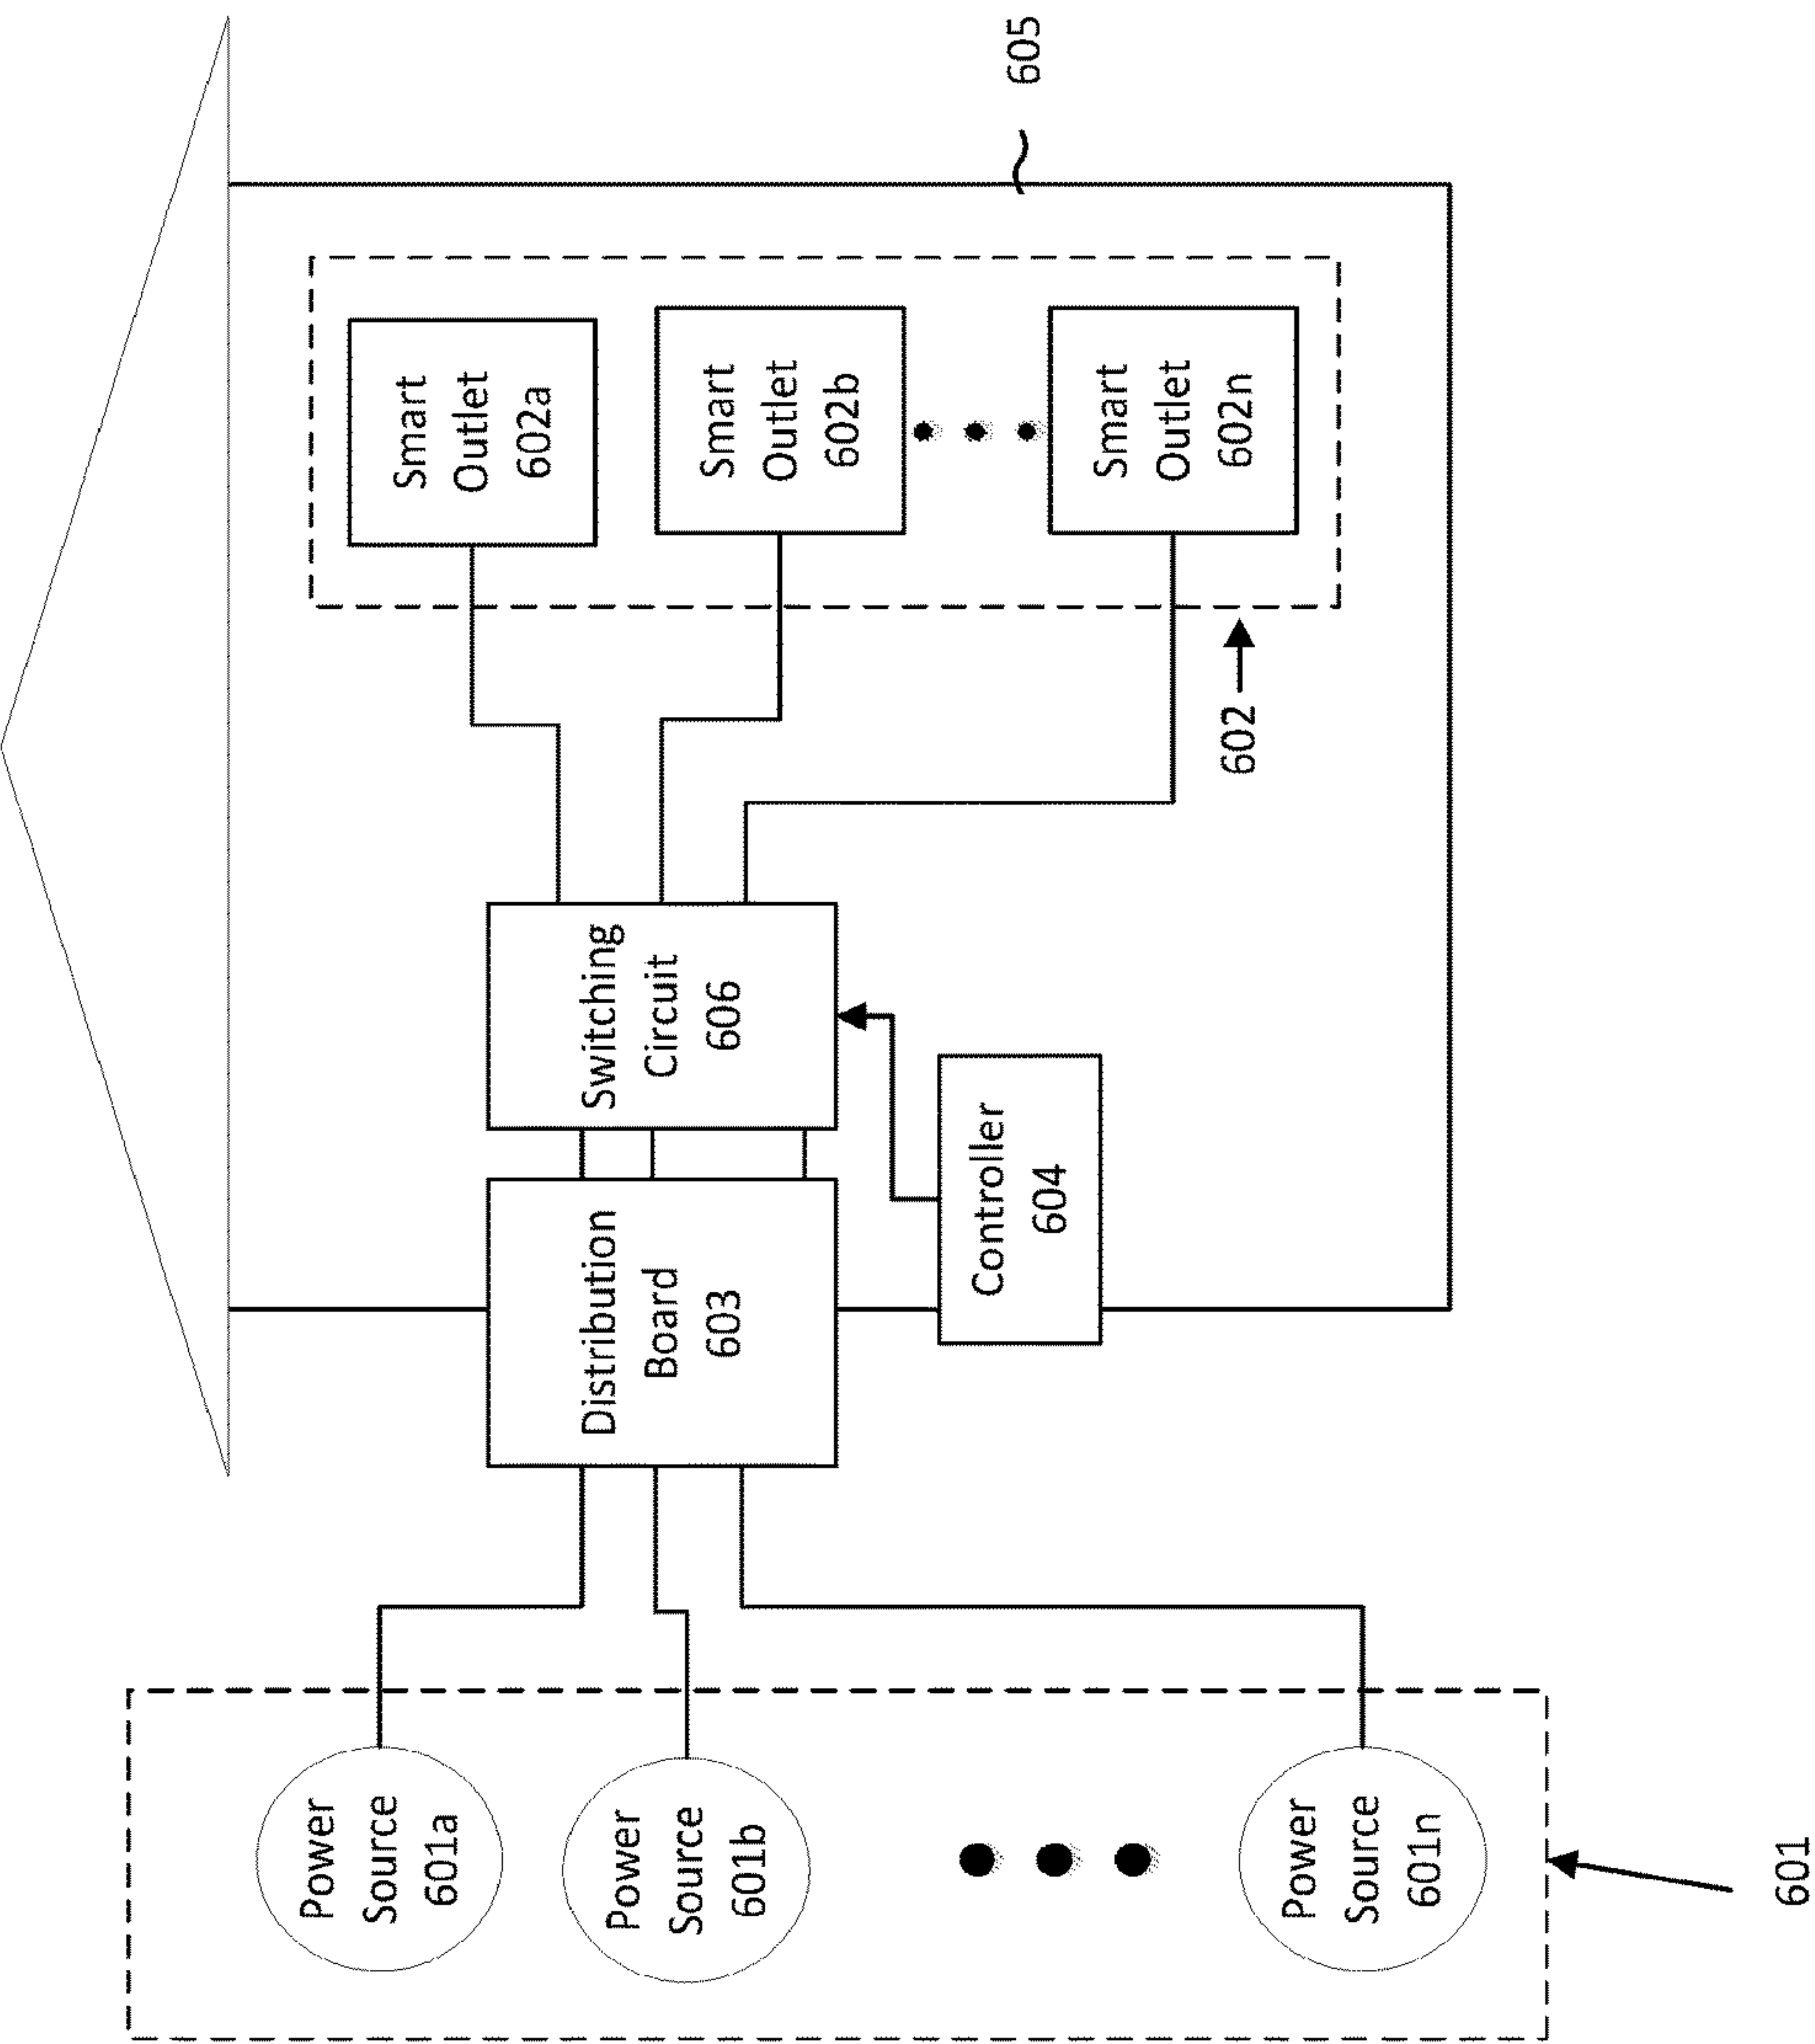 Power
Source
601a
Power
Source
601b
Power
Source
601n
601
Distribution
Board
603
Switching
Circuit
606
Controller
604
Smart
Outlet
602a
Smart
Outlet
602b
Smart
Outlet
602n
602
605